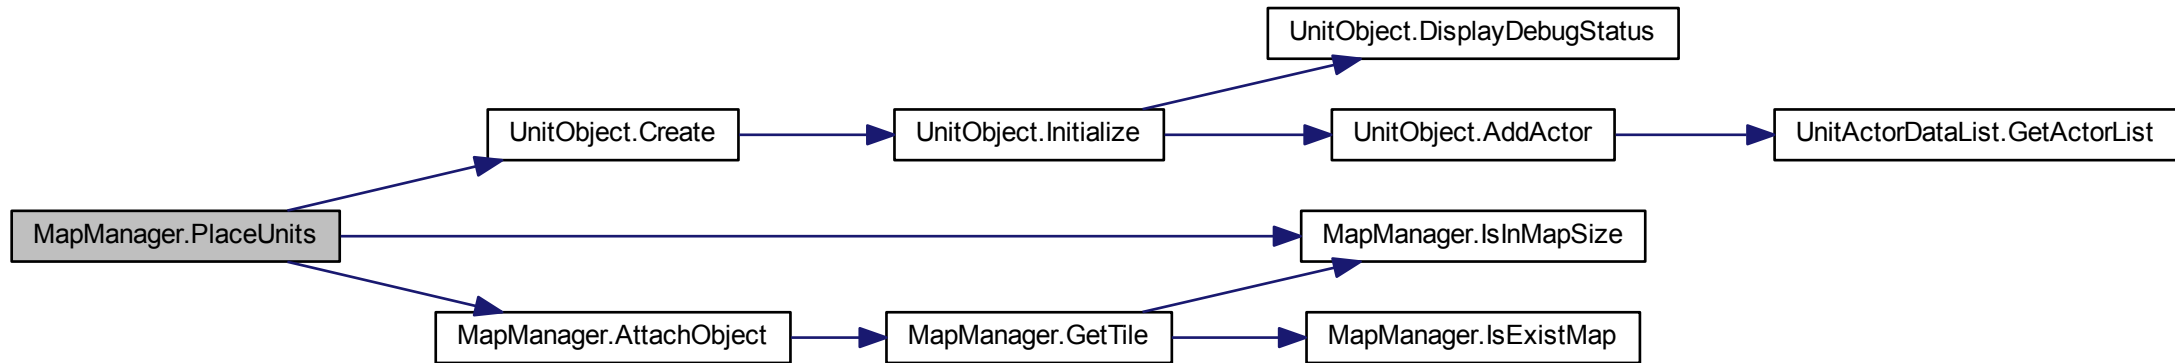 UnitObject.DisplayDebugStatus
UnitObject.Create
UnitObject.Initialize
UnitObject.AddActor
UnitActorDataList.GetActorList
MapManager.PlaceUnits
MapManager.IsInMapSize
MapManager.AttachObject
MapManager.GetTile
MapManager.IsExistMap